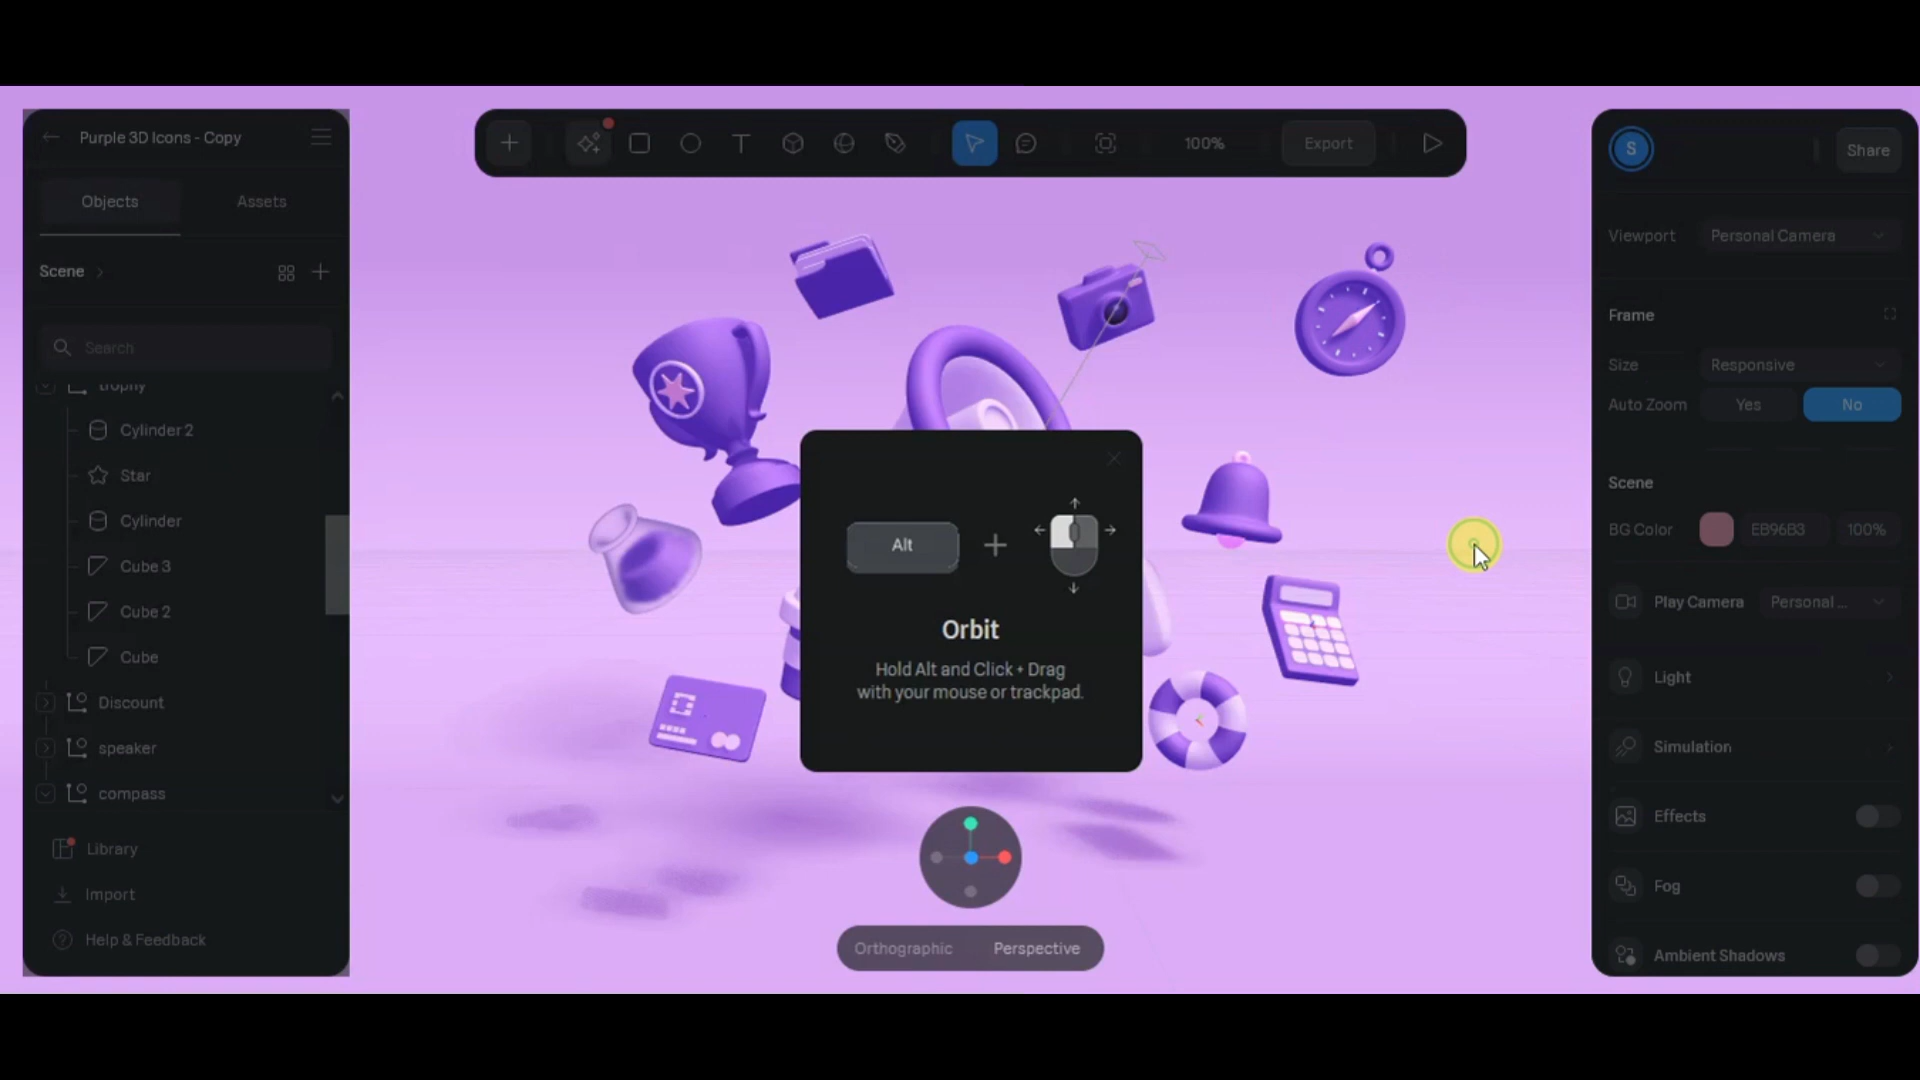 Purple 3D Icons - Copy
Objects
Assets
Scene
Search
trophy
Cylinder 2
Star
Cylinder
Cube 3
Cube 2
Cube
Discount
speaker
compass
Library
Import
Help & Feedback
T
100%
Export
Alt
Orbit
Hold Alt and Click + Drag
with your mouse or trackpad.
Orthographic
Perspective
S
Share
Viewport
Personal Camera
Frame
Size
Responsive
Auto Zoom
Yes
No
Scene
BG Color
EB96B3
100%
Play Camera
Personal ...
Light
Simulation
Effects
Fog
Ambient Shadows